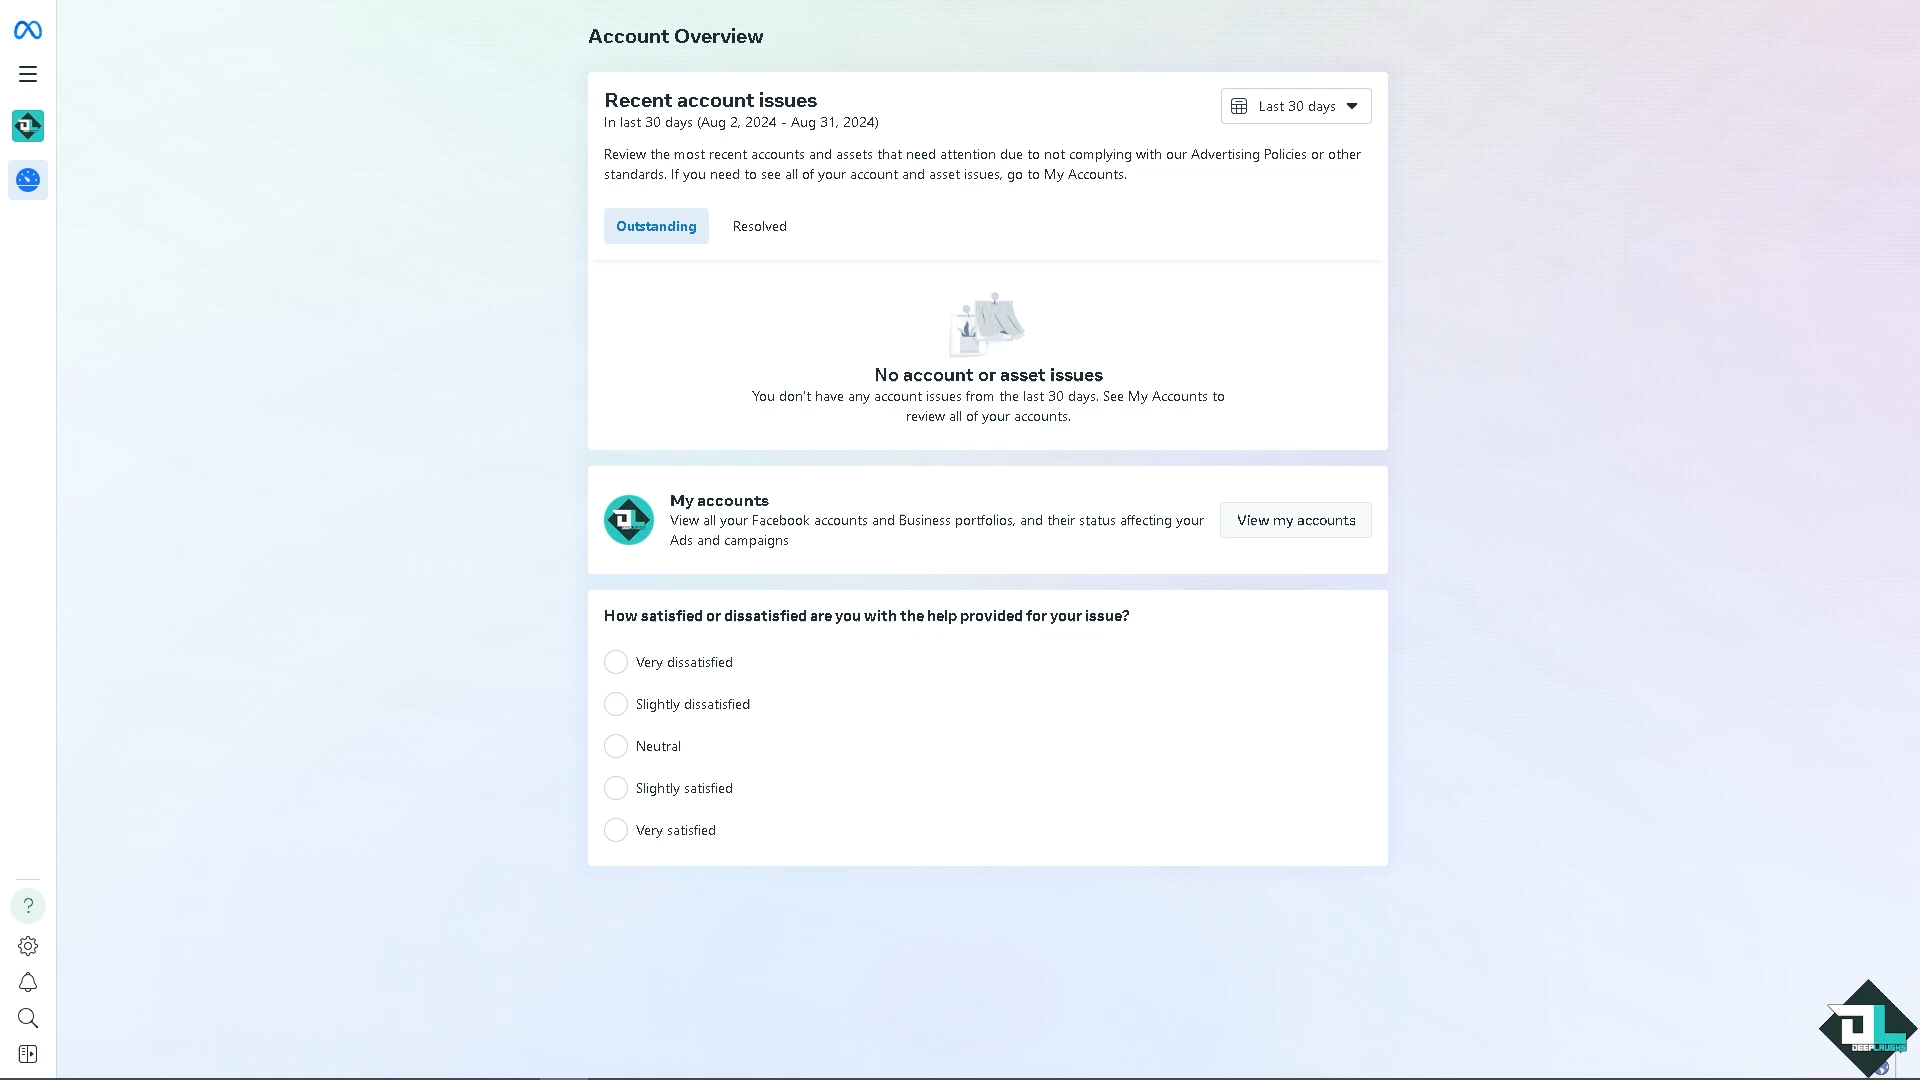 Account Overview
Recent account issues
In last 30 days (Aug 2, 2024 - Aug 31, 2024)
Last 30 days
Review the most recent accounts and assets that need attention due to not complying with our Advertising Policies or other
standards. If you need to see all of your account and asset issues, go to My Accounts.
Outstanding
Resolved
No account or asset issues
You don't have any account issues from the last 30 days. See My Accounts to
review all of your accounts.
My accounts
View all your Facebook accounts and Business portfolios, and their status affecting your
Ads and campaigns
View my accounts
How satisfied or dissatisfied are you with the help provided for your issue?
Very dissatisfied
Slightly dissatisfied
Neutral
Slightly satisfied
Very satisfied
?
DL
DEEPLAUGHS